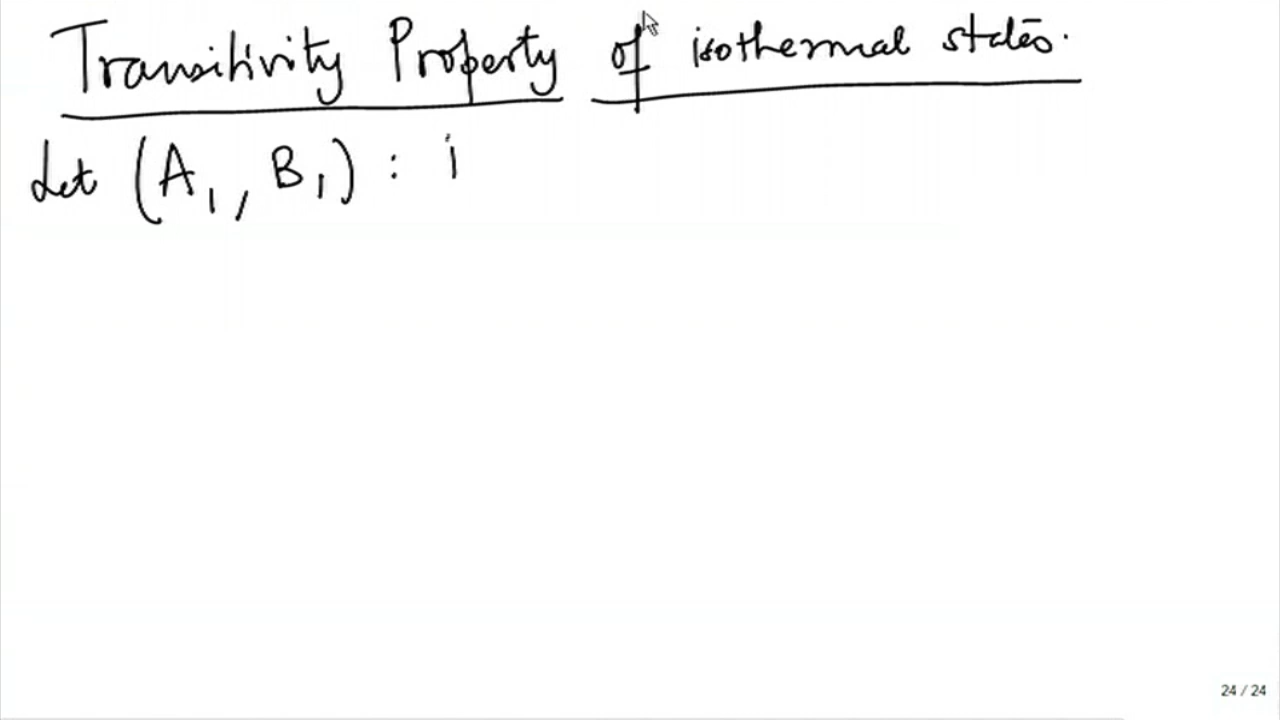 Transitivity Property of isothermal states.
Let (A₁, B₁) : i
24 / 24